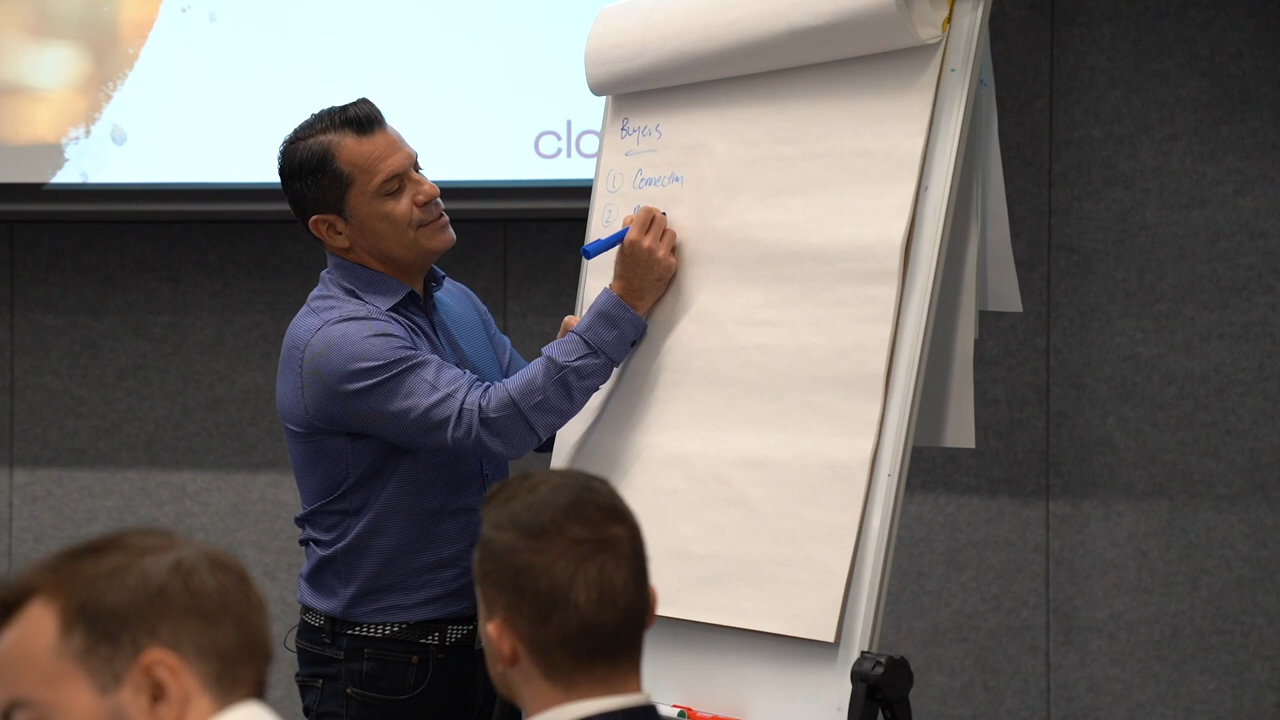 clo
Buyers
① Connection
②